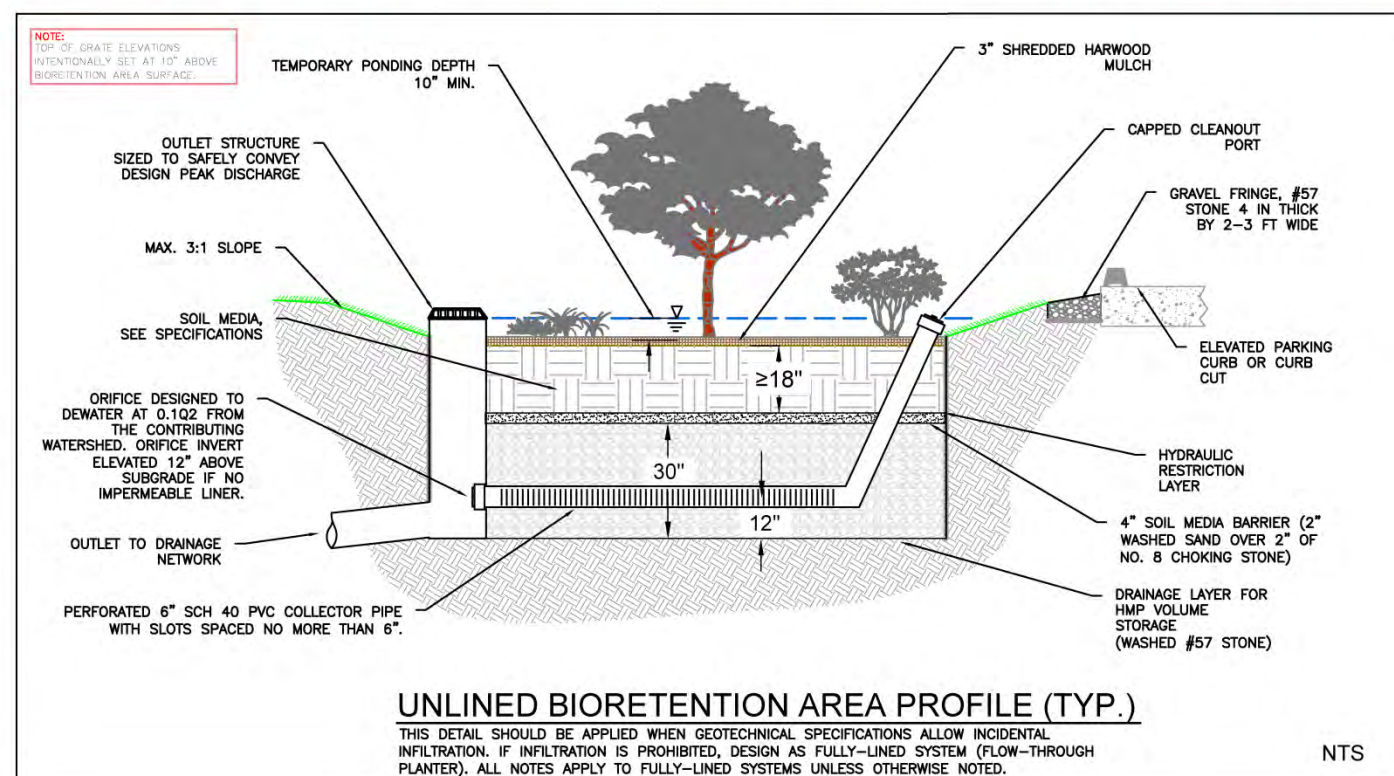 NOTE:
TOP OF GRATE ELEVATIONS
INTENTIONALLY SET AT 10" ABOVE
BIORETENTION AREA SURFACE.
TEMPORARY PONDING DEPTH
10" MIN.
3" SHREDDED HARWOOD
MULCH
OUTLET STRUCTURE
SIZED TO SAFELY CONVEY
DESIGN PEAK DISCHARGE
CAPPED CLEANOUT
PORT
GRAVEL FRINGE, #57
STONE 4 IN THICK
BY 2-3 FT WIDE
MAX. 3:1 SLOPE
SOIL MEDIA,
SEE SPECIFICATIONS
ELEVATED PARKING
CURB OR CURB
CUT
≥18"
ORIFICE DESIGNED TO
DEWATER AT 0.1Q2 FROM
THE CONTRIBUTING
WATERSHED. ORIFICE INVERT
ELEVATED 12" ABOVE
SUBGRADE IF NO
IMPERMEABLE LINER.
30"
12"
HYDRAULIC
RESTRICTION
LAYER
4" SOIL MEDIA BARRIER (2"
WASHED SAND OVER 2" OF
NO. 8 CHOKING STONE)
OUTLET TO DRAINAGE
NETWORK
DRAINAGE LAYER FOR
HMP VOLUME
STORAGE
(WASHED #57 STONE)
PERFORATED 6" SCH 40 PVC COLLECTOR PIPE
WITH SLOTS SPACED NO MORE THAN 6".
UNLINED BIORETENTION AREA PROFILE (TYP.)
THIS DETAIL SHOULD BE APPLIED WHEN GEOTECHNICAL SPECIFICATIONS ALLOW INCIDENTAL
INFILTRATION. IF INFILTRATION IS PROHIBITED, DESIGN AS FULLY-LINED SYSTEM (FLOW-THROUGH
PLANTER). ALL NOTES APPLY TO FULLY-LINED SYSTEMS UNLESS OTHERWISE NOTED.
NTS